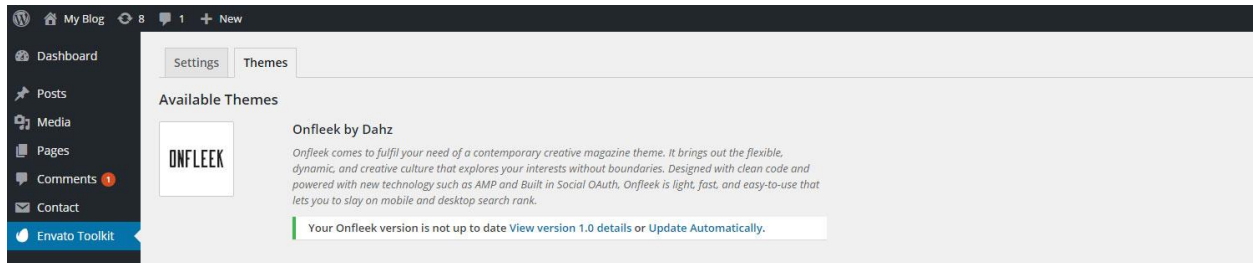 My Blog 8 1 + New
Dashboard
Settings Themes
Posts
Available Themes
Media
Pages
Comments 1
Contact
Envato Toolkit
ONFLEEK
Onfleek by Dahz
Onfleek comes to fulfil your need of a contemporary creative magazine theme. It brings out the flexible,
dynamic, and creative culture that explores your interests without boundaries. Designed with clean code and
powered with new technology such as AMP and Built in Social OAuth, Onfleek is light, fast, and easy-to-use that
lets you to slay on mobile and desktop search rank.
Your Onfleek version is not up to date View version 1.0 details or Update Automatically.